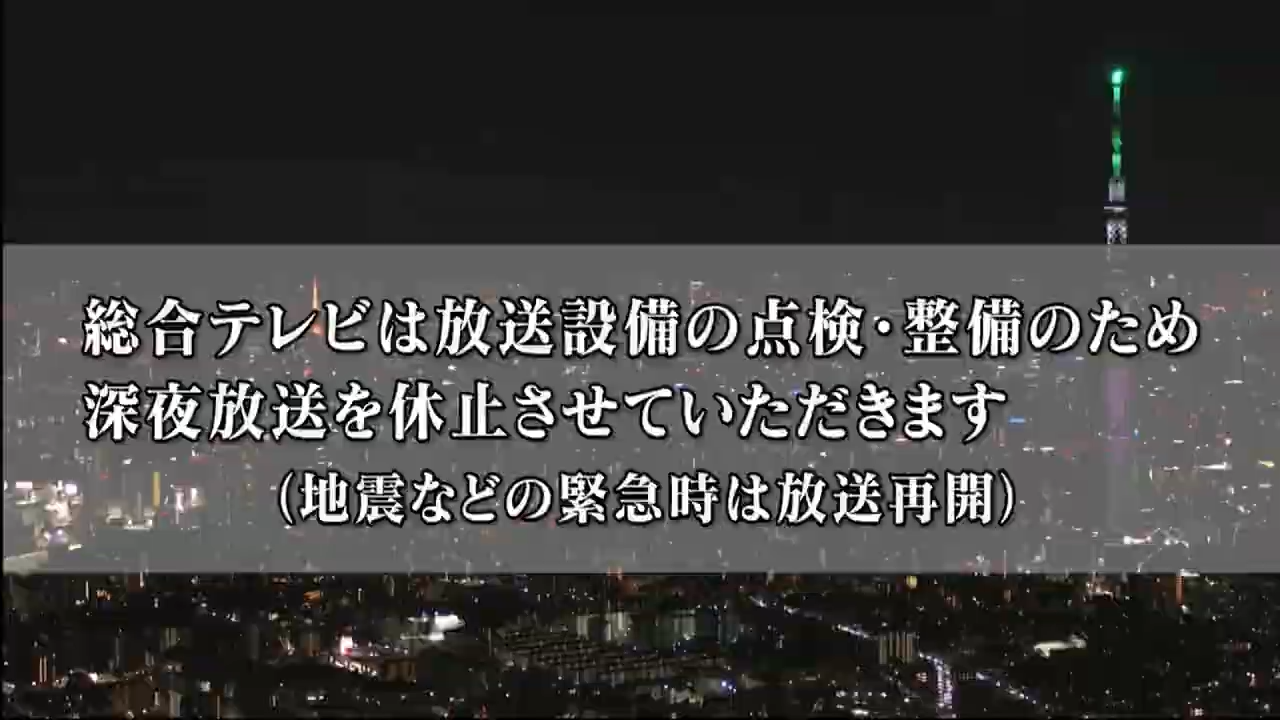 総合テレビは放送設備の点検・整備のため
深夜放送を休止させていただきます
(地震などの緊急時は放送再開)